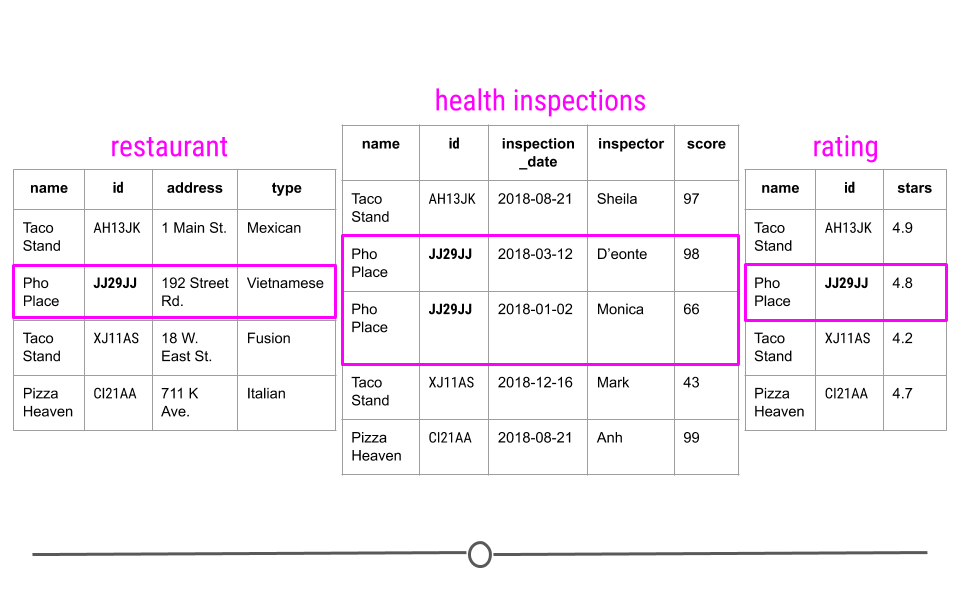 health inspections
restaurant
rating
name id address type
Taco Stand AH13JK 1 Main St. Mexican
Pho Place JJ29JJ 192 Street Rd. Vietnamese
Taco Stand XJ11AS 18 W. East St. Fusion
Pizza Heaven CI21AA 711 K Ave. Italian
name id inspection _date inspector score
Taco Stand AH13JK 2018-08-21 Sheila 97
Pho Place JJ29JJ 2018-03-12 D’eonte 98
Pho Place JJ29JJ 2018-01-02 Monica 66
Taco Stand XJ11AS 2018-12-16 Mark 43
Pizza Heaven CI21AA 2018-08-21 Anh 99
name id stars
Taco Stand AH13JK 4.9
Pho Place JJ29JJ 4.8
Taco Stand XJ11AS 4.2
Pizza Heaven CI21AA 4.7